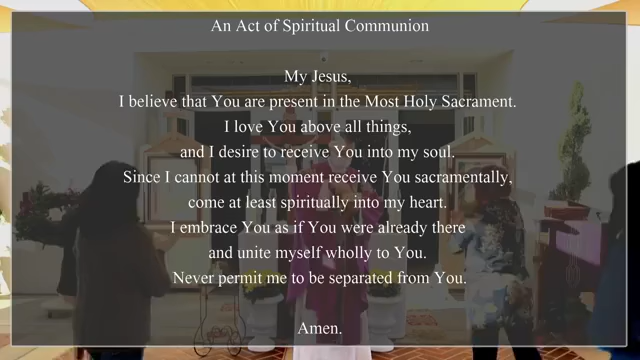 An Act of Spiritual Communion
My Jesus,
I believe that You are present in the Most Holy Sacrament.
I love You above all things,
and I desire to receive You into my soul.
Since I cannot at this moment receive You sacramentally,
come at least spiritually into my heart.
I embrace You as if You were already there
and unite myself wholly to You.
Never permit me to be separated from You.
Amen.